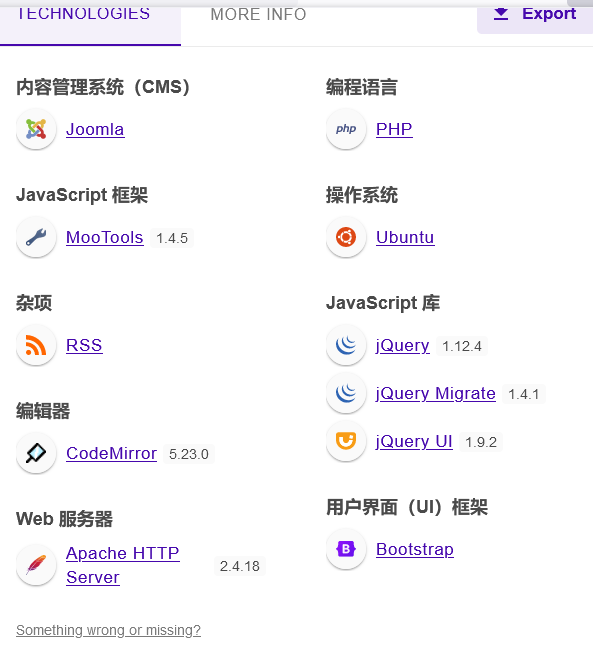 TECHNOLOGIES
MORE INFO
Export
内容管理系统（CMS）
Joomla
JavaScript 框架
MooTools 1.4.5
杂项
RSS
编辑器
CodeMirror 5.23.0
Web 服务器
Apache HTTP
Server 2.4.18
编程语言
php PHP
操作系统
Ubuntu
JavaScript 库
jQuery 1.12.4
jQuery Migrate 1.4.1
jQuery UI 1.9.2
用户界面（UI）框架
B Bootstrap
Something wrong or missing?